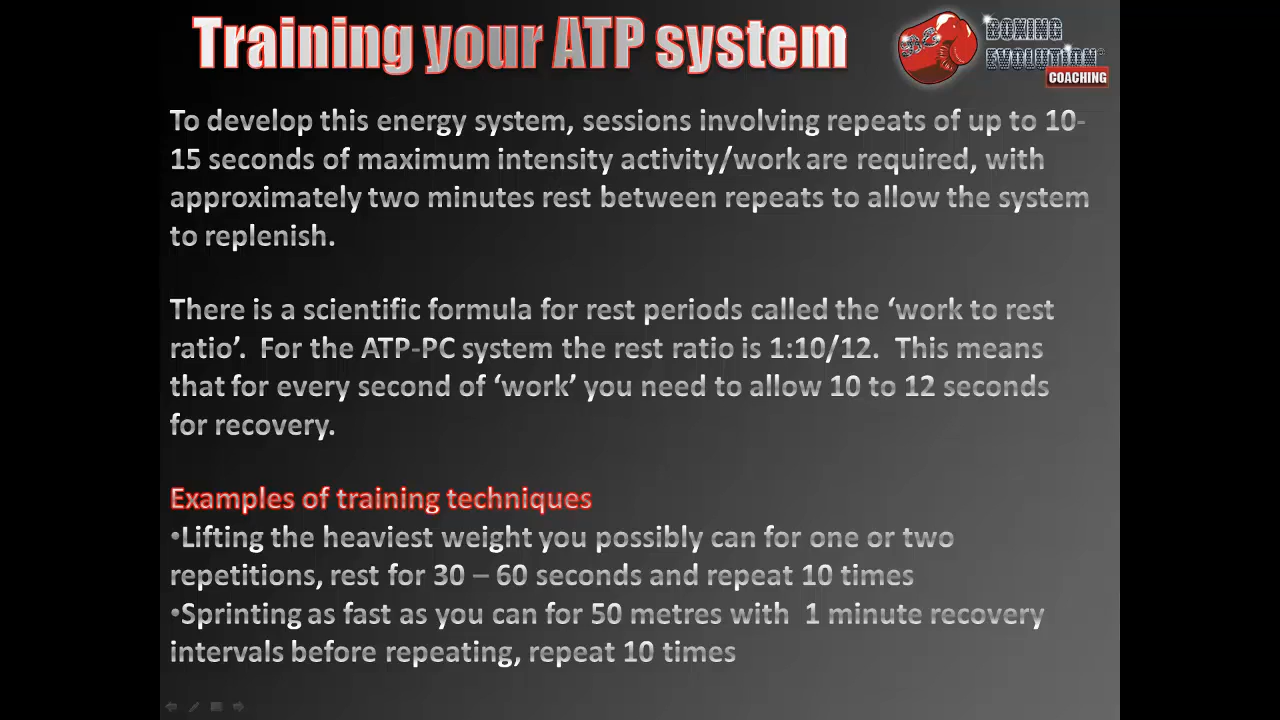 Training your ATP system
BOXING
EVOLUTION
COACHING
To develop this energy system, sessions involving repeats of up to 10-
15 seconds of maximum intensity activity/work are required, with
approximately two minutes rest between repeats to allow the system
to replenish.
There is a scientific formula for rest periods called the ‘work to rest
ratio’.  For the ATP-PC system the rest ratio is 1:10/12.  This means
that for every second of ‘work’ you need to allow 10 to 12 seconds
for recovery.
Examples of training techniques
•Lifting the heaviest weight you possibly can for one or two
repetitions, rest for 30 – 60 seconds and repeat 10 times
•Sprinting as fast as you can for 50 metres with  1 minute recovery
intervals before repeating, repeat 10 times